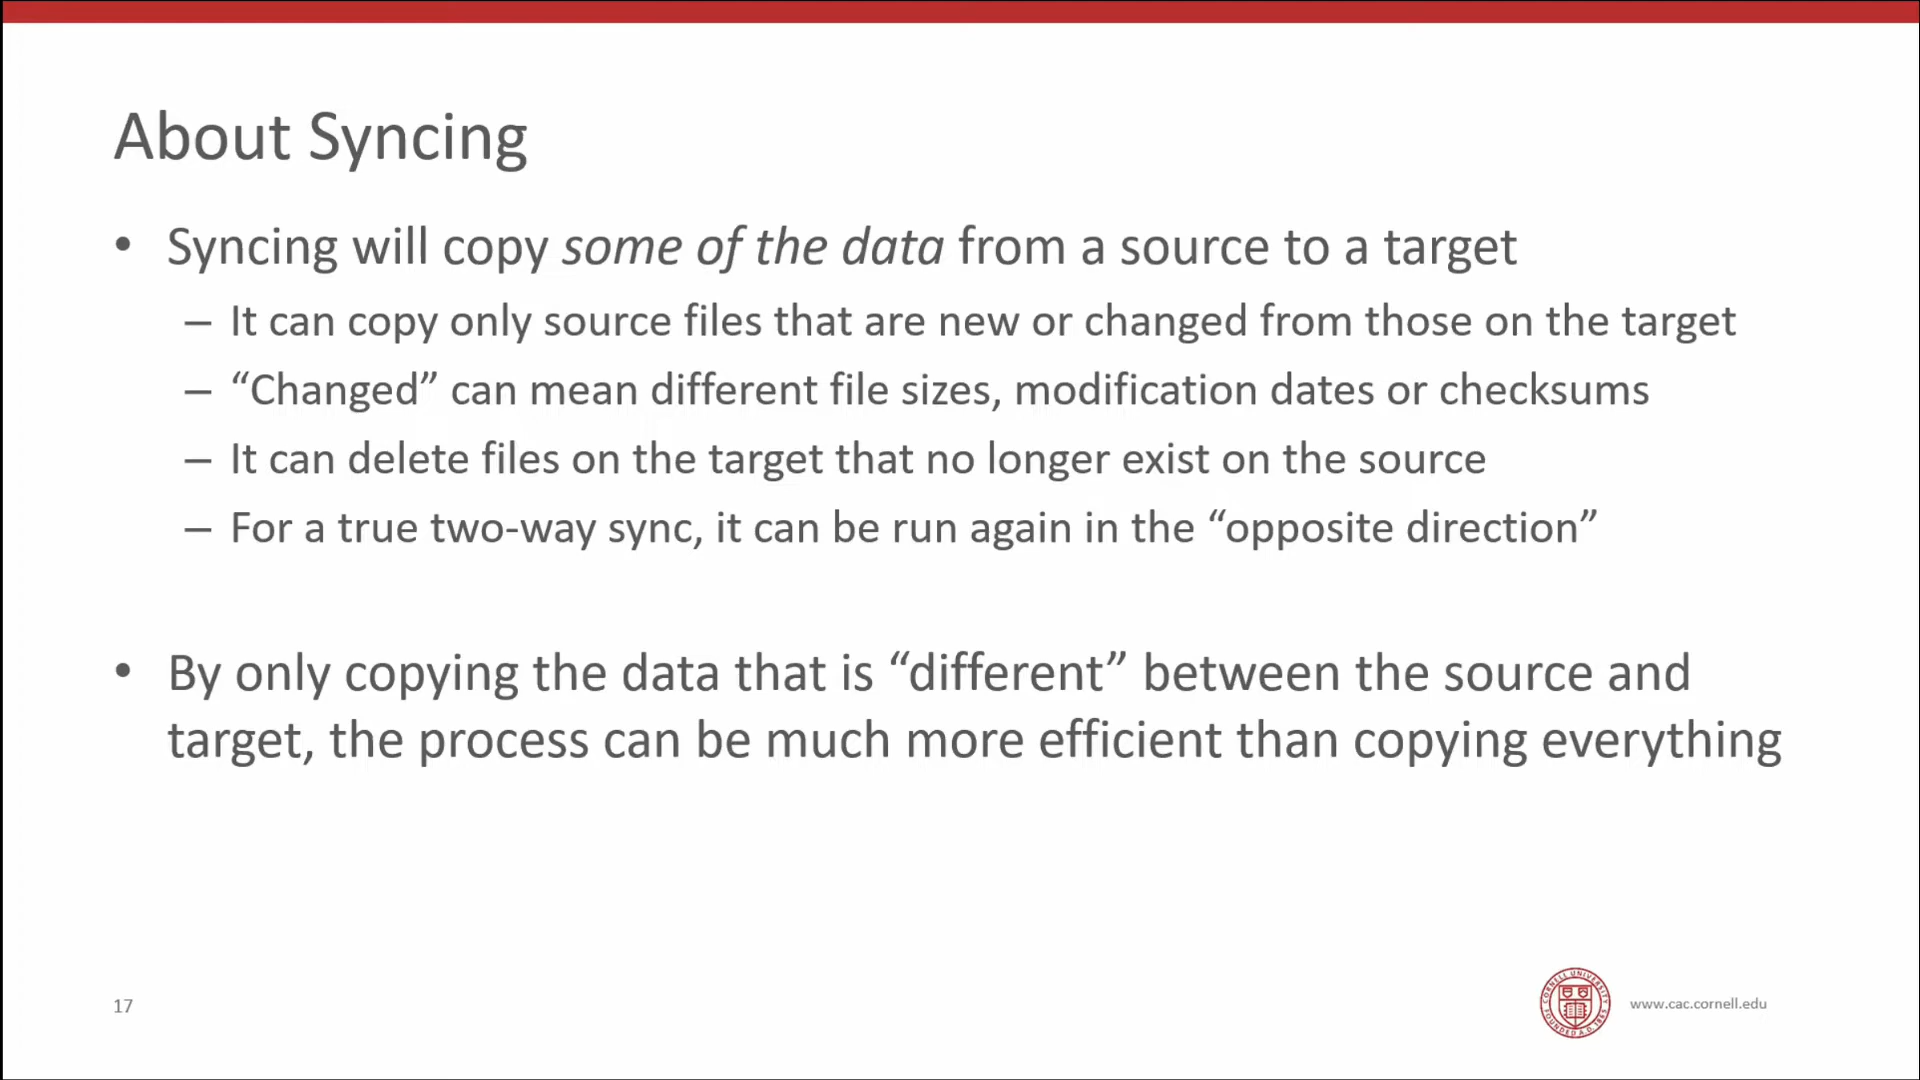 About Syncing
• Syncing will copy some of the data from a source to a target
– It can copy only source files that are new or changed from those on the target
– “Changed” can mean different file sizes, modification dates or checksums
– It can delete files on the target that no longer exist on the source
– For a true two-way sync, it can be run again in the “opposite direction”
• By only copying the data that is “different” between the source and
target, the process can be much more efficient than copying everything
17
CORNELL UNIVERSITY
FOUNDED A.D. 1865
www.cac.cornell.edu